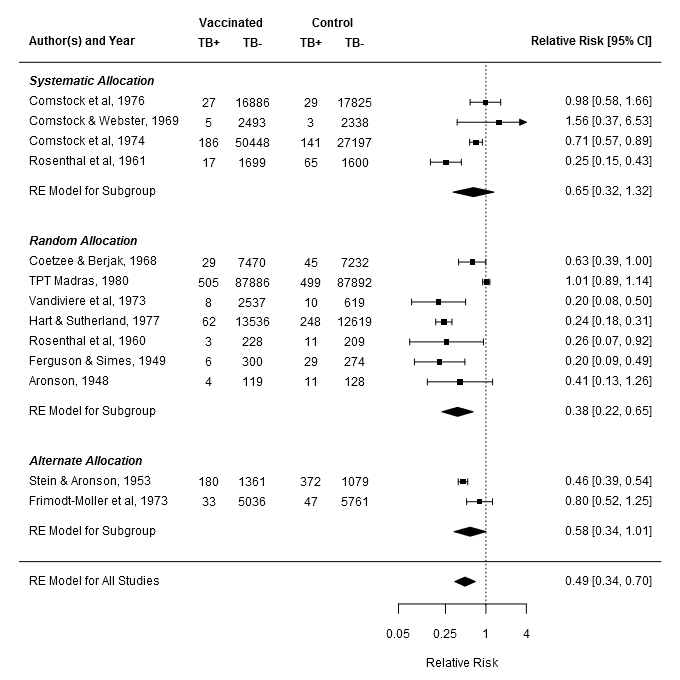 Vaccinated Control
Author(s) and Year TB+ TB- TB+ TB- Relative Risk [95% CI]
Systematic Allocation
Comstock et al, 1976 27 16886 29 17825 0.98 [0.58, 1.66]
Comstock & Webster, 1969 5 2493 3 2338 1.56 [0.37, 6.53]
Comstock et al, 1974 186 50448 141 27197 0.71 [0.57, 0.89]
Rosenthal et al, 1961 17 1699 65 1600 0.25 [0.15, 0.43]
RE Model for Subgroup 0.65 [0.32, 1.32]
Random Allocation
Coetzee & Berjak, 1968 29 7470 45 7232 0.63 [0.39, 1.00]
TPT Madras, 1980 505 87886 499 87892 1.01 [0.89, 1.14]
Vandiviere et al, 1973 8 2537 10 619 0.20 [0.08, 0.50]
Hart & Sutherland, 1977 62 13536 248 12619 0.24 [0.18, 0.31]
Rosenthal et al, 1960 3 228 11 209 0.26 [0.07, 0.92]
Ferguson & Simes, 1949 6 300 29 274 0.20 [0.09, 0.49]
Aronson, 1948 4 119 11 128 0.41 [0.13, 1.26]
RE Model for Subgroup 0.38 [0.22, 0.65]
Alternate Allocation
Stein & Aronson, 1953 180 1361 372 1079 0.46 [0.39, 0.54]
Frimodt-Moller et al, 1973 33 5036 47 5761 0.80 [0.52, 1.25]
RE Model for Subgroup 0.58 [0.34, 1.01]
RE Model for All Studies 0.49 [0.34, 0.70]
0.05 0.25 1 4
Relative Risk